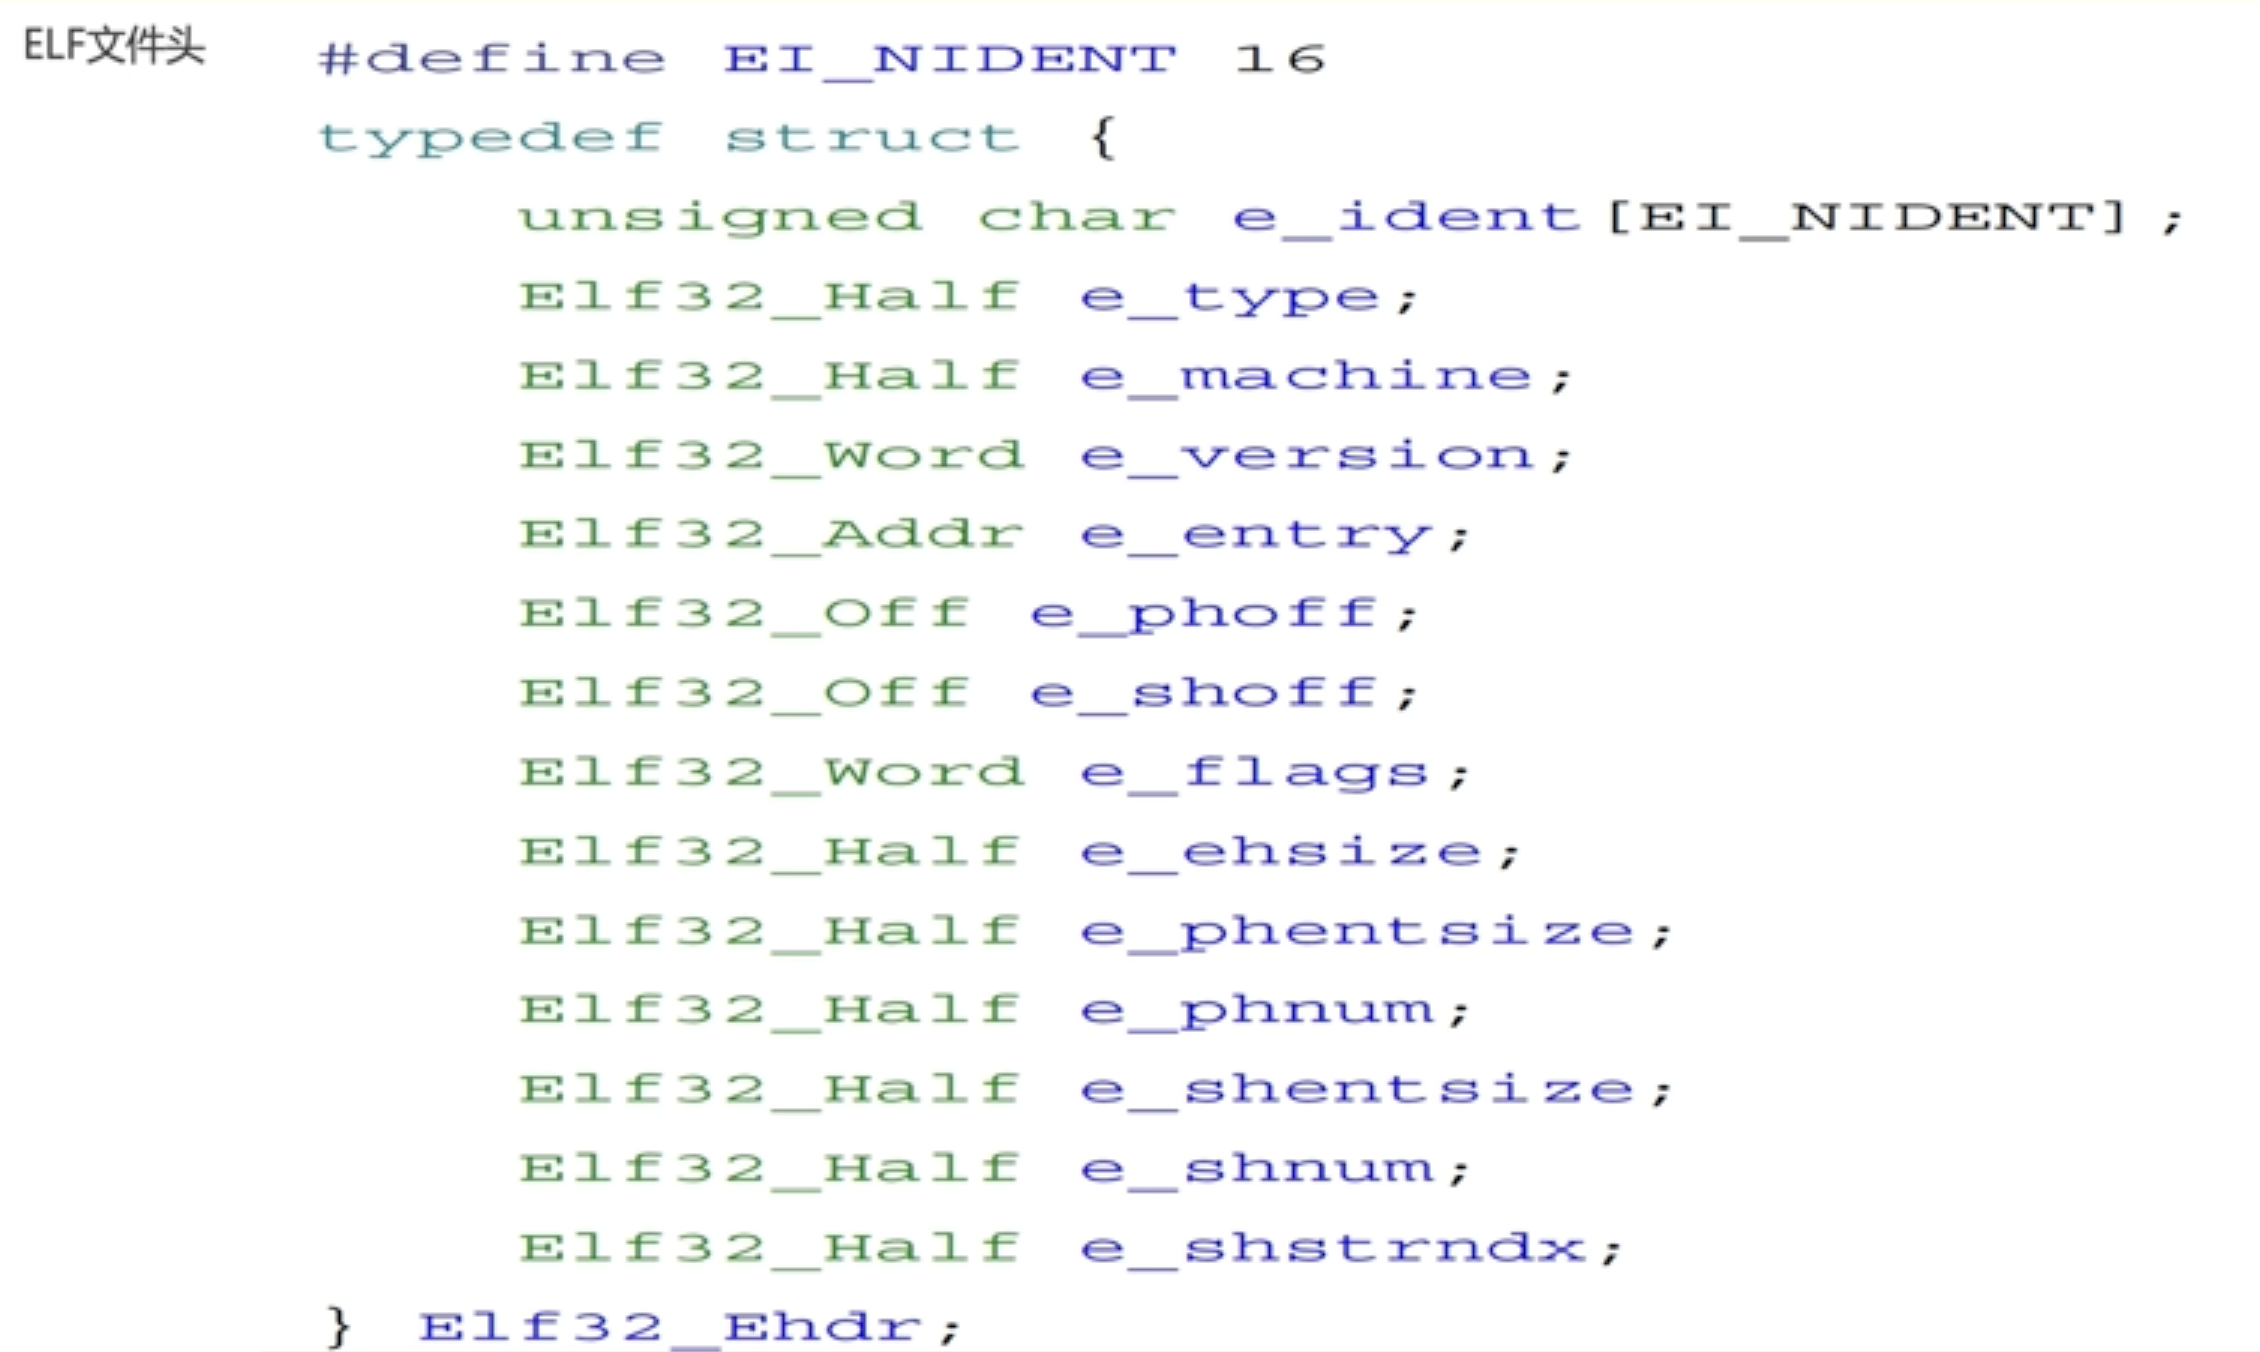 ELF文件头
#define EI_NIDENT 16
typedef struct {
unsigned char e_ident[EI_NIDENT];
Elf32_Half e_type;
Elf32_Half e_machine;
Elf32_Word e_version;
Elf32_Addr e_entry;
Elf32_Off e_phoff;
Elf32_Off e_shoff;
Elf32_Word e_flags;
Elf32_Half e_ehsize;
Elf32_Half e_phentsize;
Elf32_Half e_phnum;
Elf32_Half e_shentsize;
Elf32_Half e_shnum;
Elf32_Half e_shstrndx;
} Elf32_Ehdr;